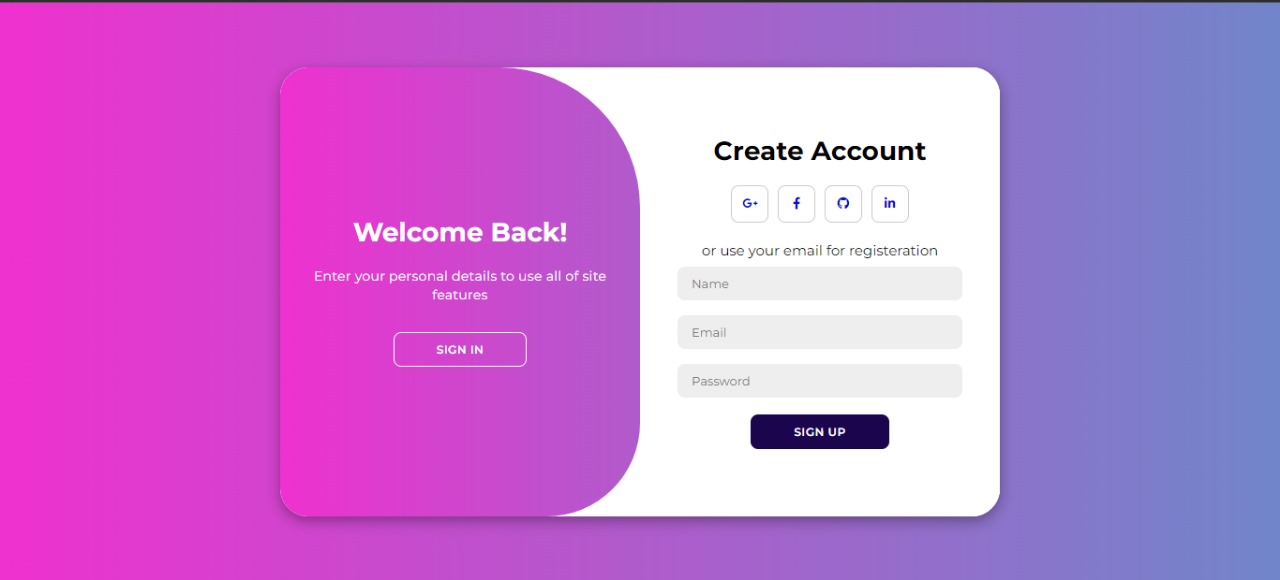 Welcome Back!
Enter your personal details to use all of site
features
SIGN IN
Create Account
G+
f
in
or use your email for registeration
Name
Email
Password
SIGN UP